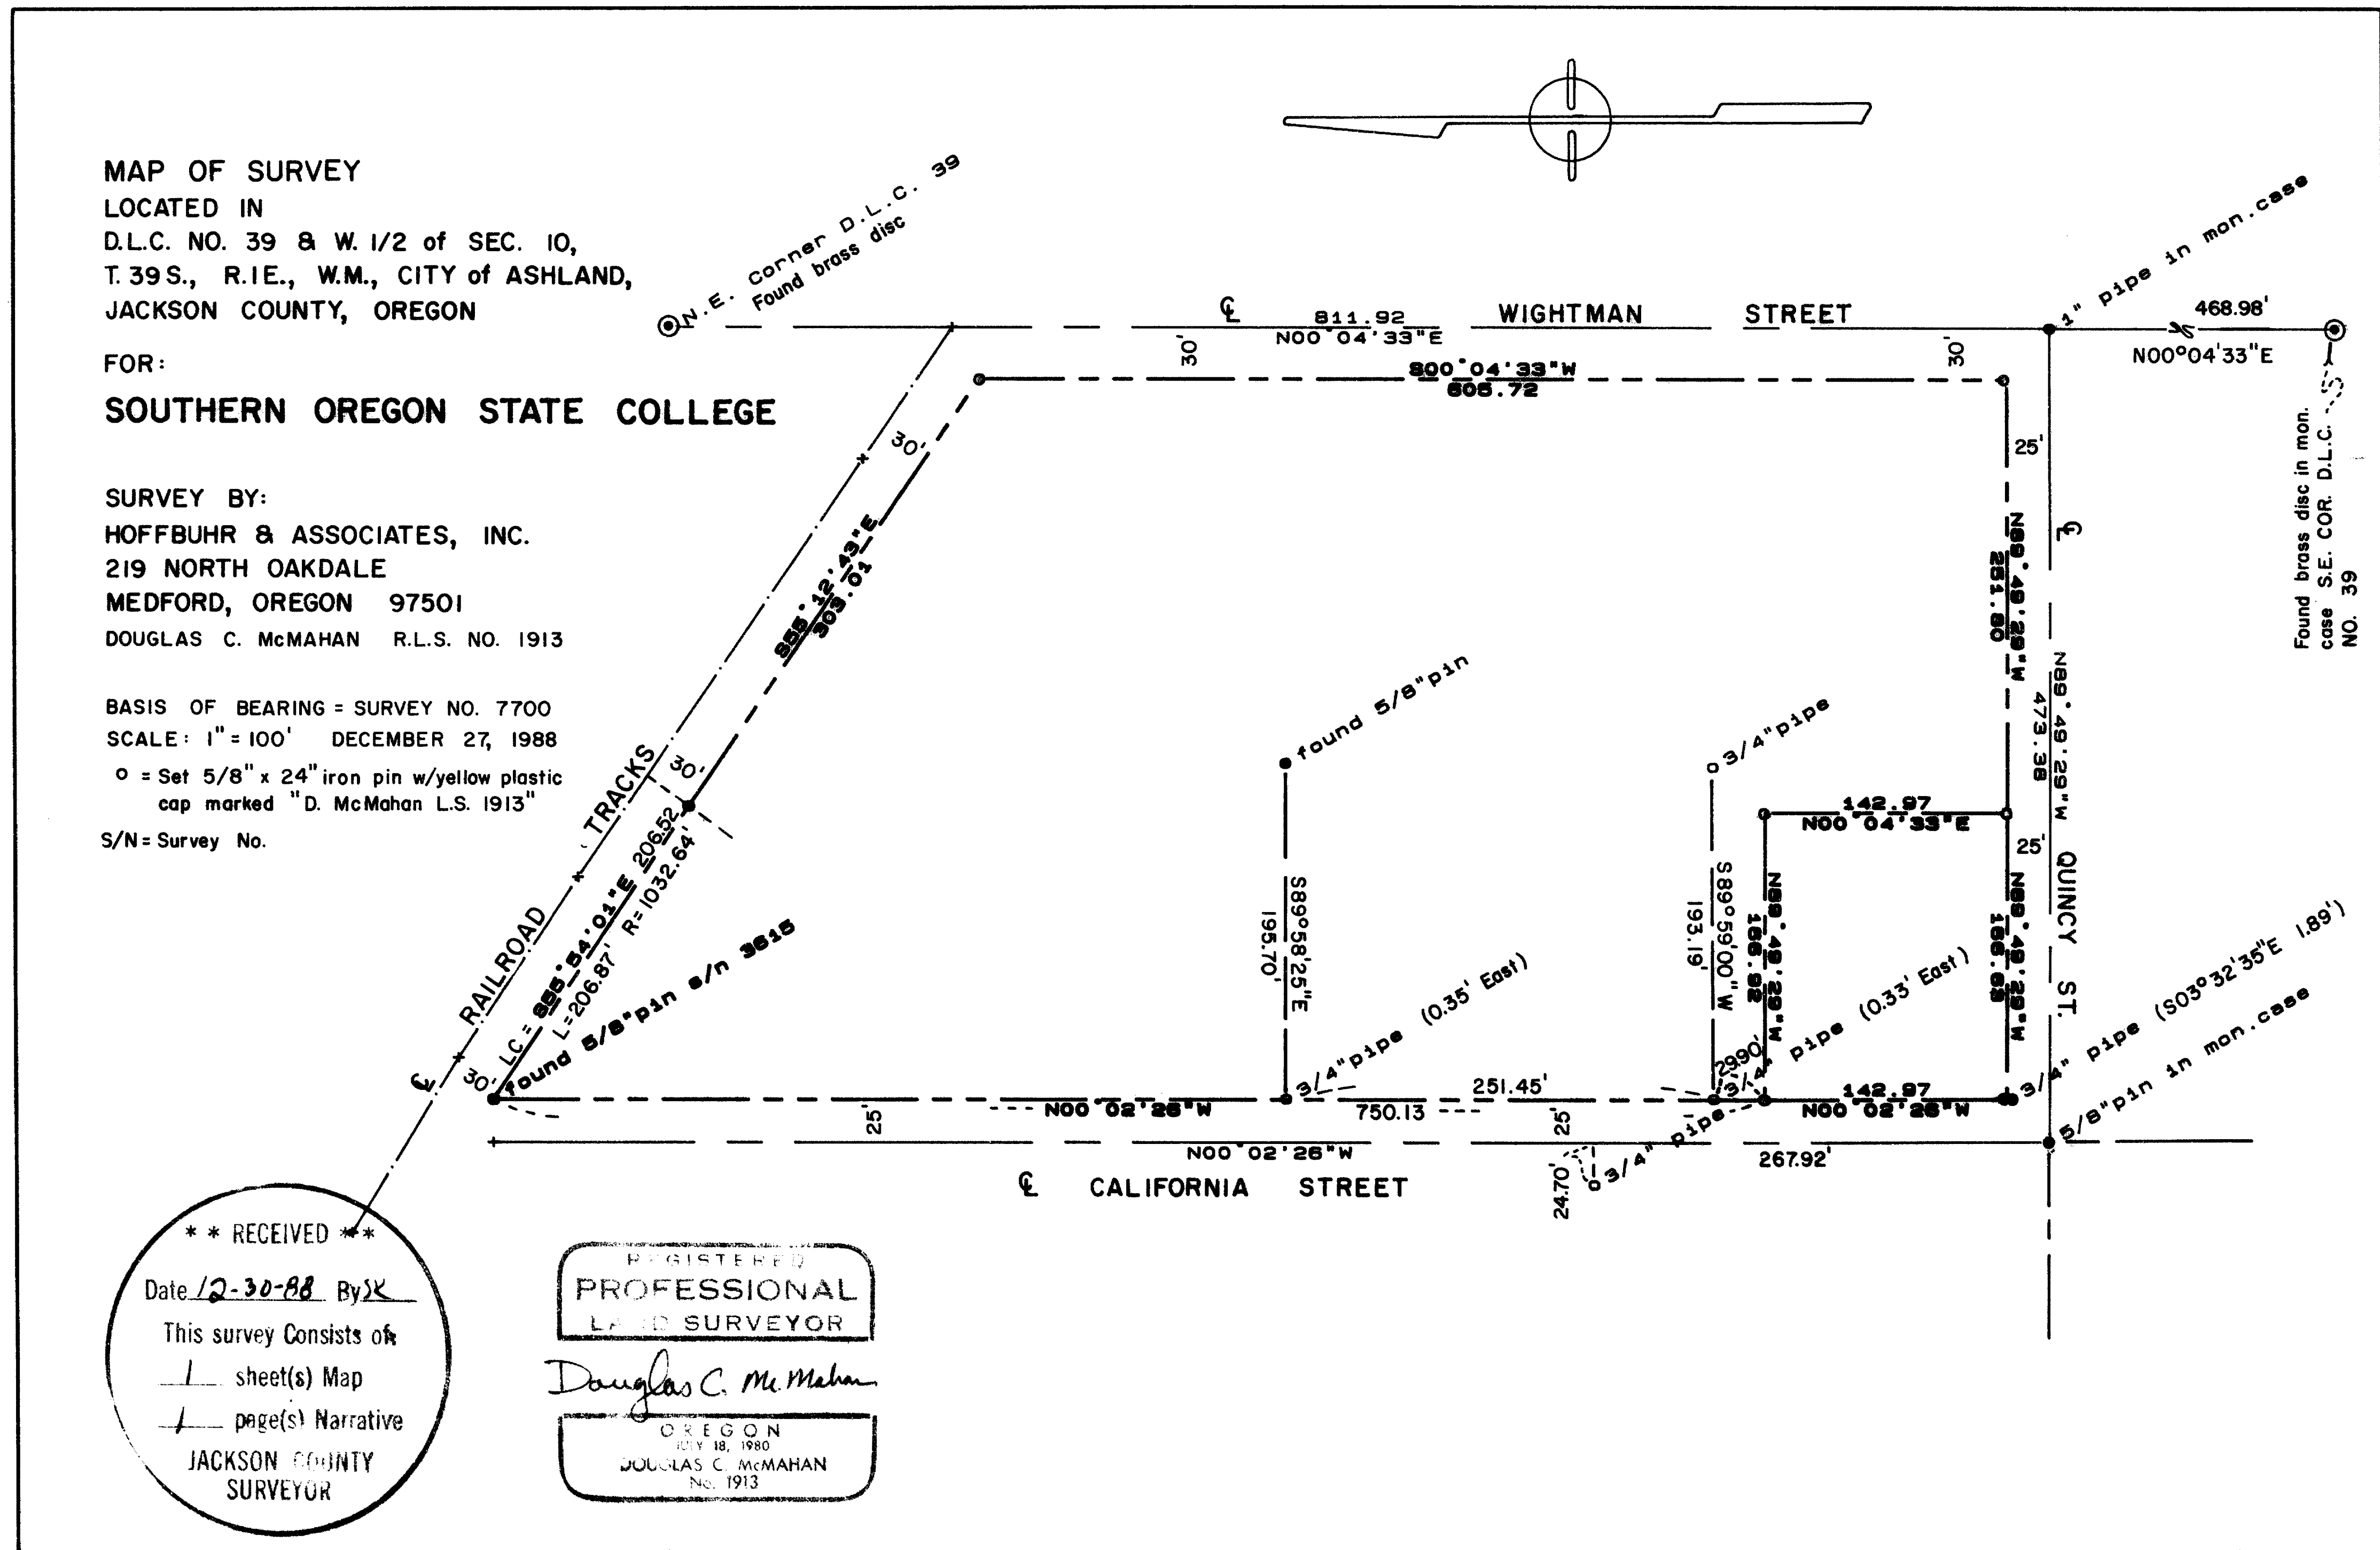 MAP OF SURVEY
LOCATED IN
D.L.C. NO. 39 & W. 1/2 of SEC. 10,
T. 39 S., R.1E., W.M., CITY of ASHLAND,
JACKSON COUNTY, OREGON
FOR:
SOUTHERN OREGON STATE COLLEGE
SURVEY BY:
HOFFBUHR & ASSOCIATES, INC.
219 NORTH OAKDALE
MEDFORD, OREGON 97501
DOUGLAS C. McMAHAN R.L.S. NO. 1913
BASIS OF BEARING = SURVEY NO. 7700
SCALE: 1" = 100' DECEMBER 27, 1988
o = Set 5/8" x 24" iron pin w/yellow plastic
cap marked "D. McMahan L.S. 1913"
S/N = Survey No.
N.E. Corner D.L.C. 39
Found brass disc
℄
811.92
N00°04'33"E
WIGHTMAN STREET
1" pipe in mon.case
468.98'
N00°04'33"E
30'
30'
S00°04'33"W
605.72
Found brass disc in mon.
case S.E. COR. D.L.C.
NO. 39
30'
S55°12'43"E
303.01
25'
℄
N89°49'29"W
251.80
N89°49'29"W
473.38
found 5/8"pin
3/4"pipe
RAILROAD TRACKS
30'
LC = S55°54'01"E 206.52
L=206.87' R=1032.64'
found 5/8"pin s/n 3615
30'
℄
S89°58'25"E
195.70'
S89°59'00"W
193.19'
142.97
N00°04'33"E
N89°49'29"W
166.92
25'
N89°49'29"W
QUINCY ST.
3/4"pipe (0.35' East)
3/4" pipe (0.33' East)
3/4" pipe (S03°32'35"E 1.89')
5/8"pin in mon.case
29.90'
25'
N00°02'26"W
750.13
251.45'
25'
142.97
N00°02'26"W
3/4" pipe
N00°02'26"W
24.70'
3/4" pipe
267.92'
℄ CALIFORNIA STREET
* * RECEIVED * *
Date 12-30-88 By SK
This survey Consists of:
1 sheet(s) Map
1 page(s) Narrative
JACKSON COUNTY
SURVEYOR
REGISTERED
PROFESSIONAL
LAND SURVEYOR
Douglas C. McMahan
OREGON
JULY 18, 1980
DOUGLAS C. McMAHAN
No. 1913